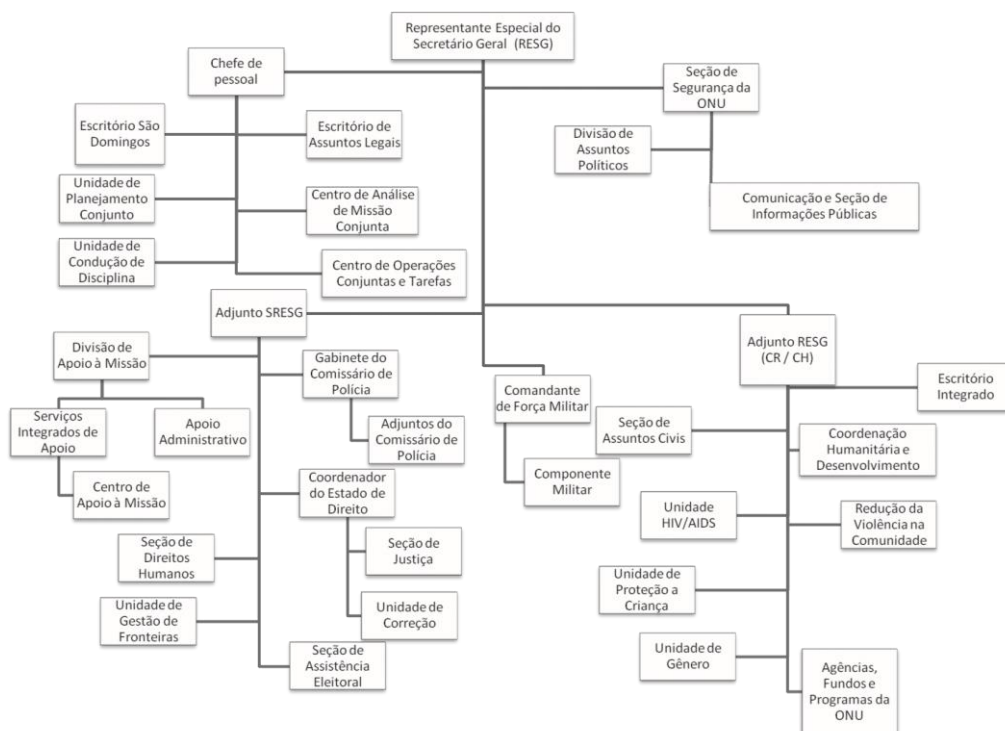 Representante Especial do
Secretário Geral (RESG)
Chefe de
pessoal
Seção de
Segurança da
ONU
Escritório São
Domingos
Escritório de
Assuntos Legais
Divisão de
Assuntos
Políticos
Unidade de
Planejamento
Conjunto
Centro de Análise
de Missão
Conjunta
Comunicação e Seção de
Informações Públicas
Unidade de
Condução de
Disciplina
Centro de Operações
Conjuntas e Tarefas
Adjunto SRESG
Adjunto RESG
(CR / CH)
Divisão de
Apoio à Missão
Gabinete do
Comissário de
Polícia
Comandante
de Força Militar
Escritório
Integrado
Serviços
Integrados de
Apoio
Apoio
Administrativo
Adjuntos do
Comissário de
Polícia
Seção de
Assuntos Civis
Coordenação
Humanitária e
Desenvolvimento
Centro de
Apoio à Missão
Coordenador
do Estado de
Direito
Componente
Militar
Unidade
HIV/AIDS
Redução da
Violência na
Comunidade
Seção de
Direitos
Humanos
Seção de
Justiça
Unidade de
Proteção a
Criança
Unidade de
Gestão de
Fronteiras
Unidade de
Correção
Seção de
Assistência
Eleitoral
Unidade de
Gênero
Agências,
Fundos e
Programas da
ONU